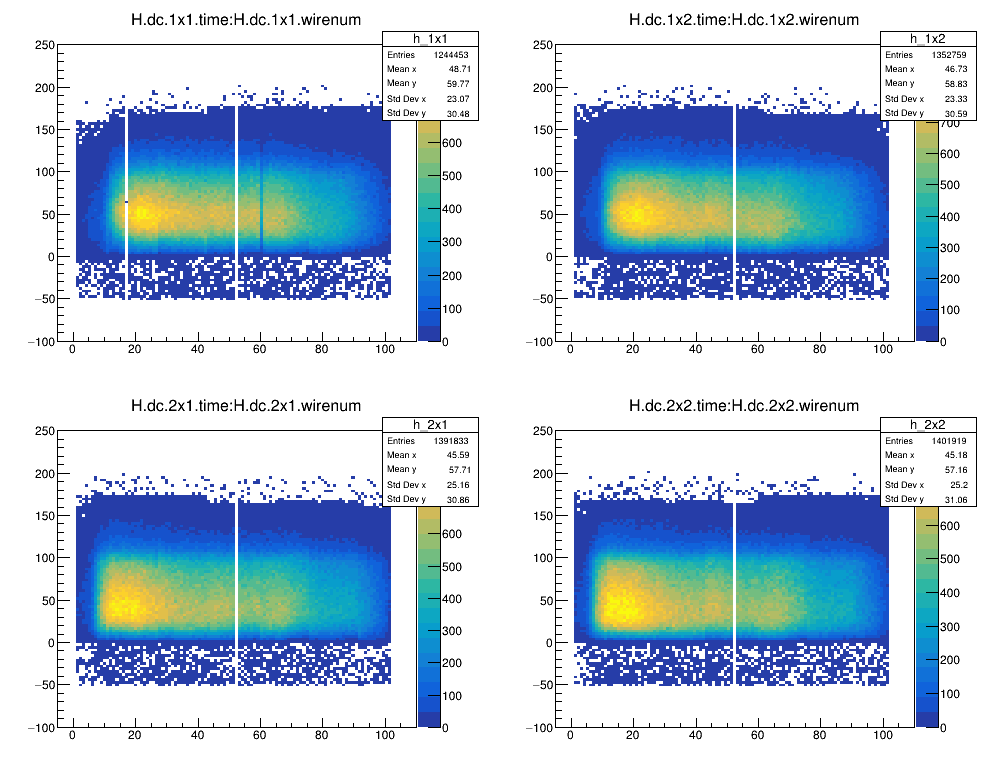 H.dc.1x1.time:H.dc.1x1.wirenum
h_1x1
Entries 1244453
Mean x 48.71
Mean y 59.77
Std Dev x 23.07
Std Dev y 30.48
250
200
150
100
50
0
−50
−100
0 20 40 60 80 100
600
500
400
300
200
100
0
H.dc.1x2.time:H.dc.1x2.wirenum
h_1x2
Entries 1352759
Mean x 46.73
Mean y 58.83
Std Dev x 23.33
Std Dev y 30.59
250
200
150
100
50
0
−50
−100
0 20 40 60 80 100
700
600
500
400
300
200
100
0
H.dc.2x1.time:H.dc.2x1.wirenum
h_2x1
Entries 1391833
Mean x 45.59
Mean y 57.71
Std Dev x 25.16
Std Dev y 30.86
250
200
150
100
50
0
−50
−100
0 20 40 60 80 100
600
500
400
300
200
100
0
H.dc.2x2.time:H.dc.2x2.wirenum
h_2x2
Entries 1401919
Mean x 45.18
Mean y 57.16
Std Dev x 25.2
Std Dev y 31.06
250
200
150
100
50
0
−50
−100
0 20 40 60 80 100
600
500
400
300
200
100
0